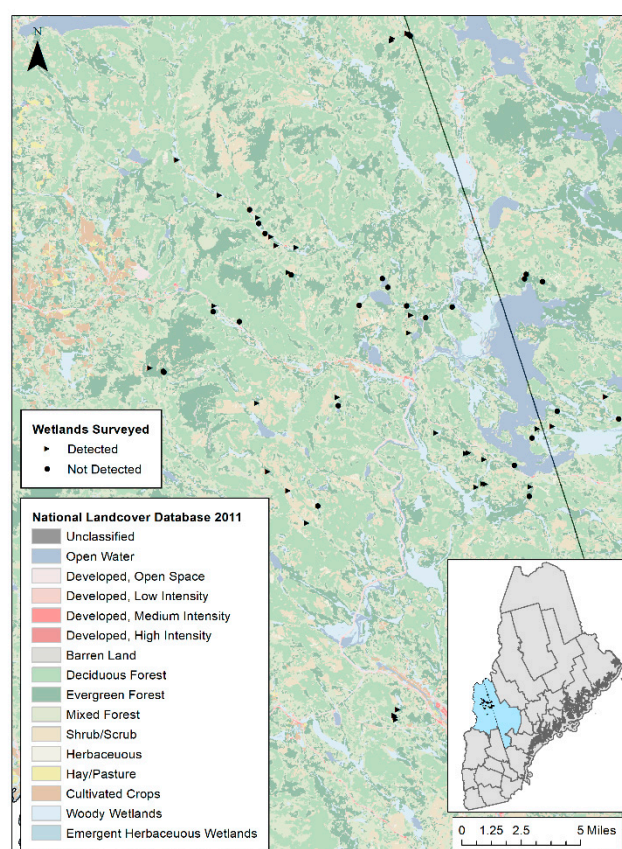 N
Wetlands Surveyed
Detected
Not Detected
National Landcover Database 2011
Unclassified
Open Water
Developed, Open Space
Developed, Low Intensity
Developed, Medium Intensity
Developed, High Intensity
Barren Land
Deciduous Forest
Evergreen Forest
Mixed Forest
Shrub/Scrub
Herbaceuous
Hay/Pasture
Cultivated Crops
Woody Wetlands
Emergent Herbaceuous Wetlands
0 1.25 2.5 5 Miles